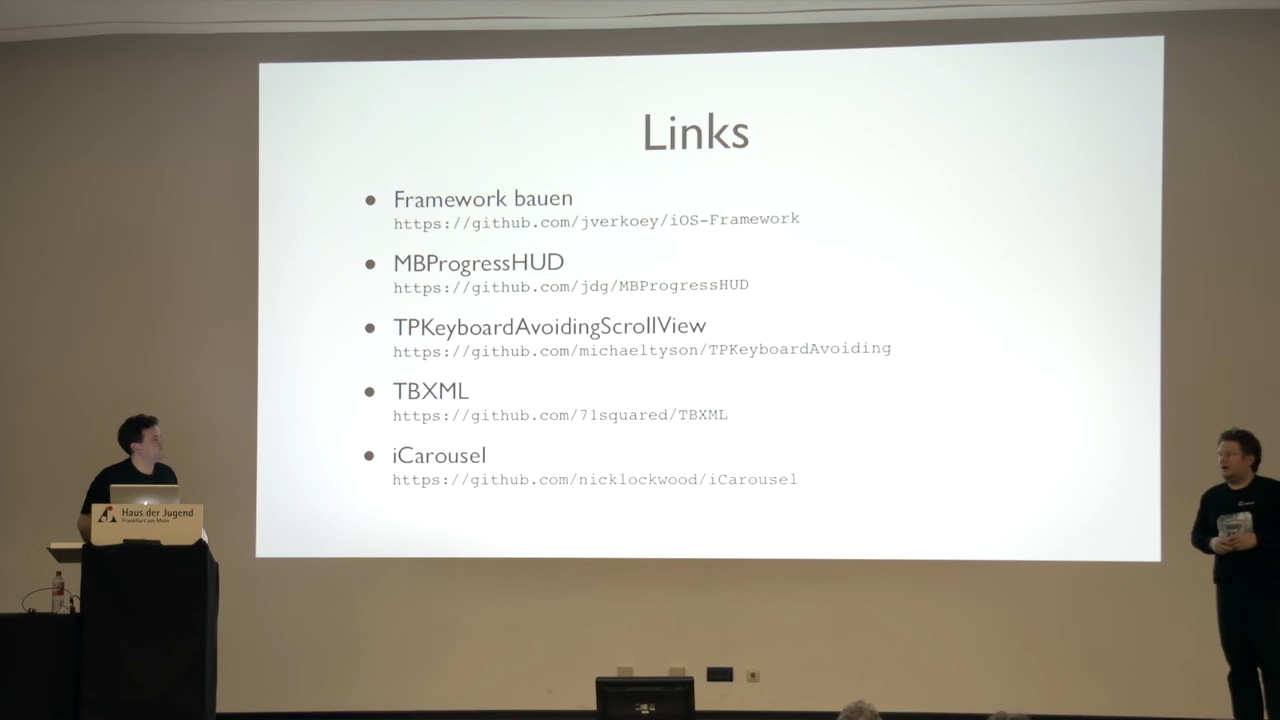 Links
Framework bauen
https://github.com/jverkoey/iOS-Framework
MBProgressHUD
https://github.com/jdg/MBProgressHUD
TPKeyboardAvoidingScrollView
https://github.com/michaeltyson/TPKeyboardAvoiding
TBXML
https://github.com/71squared/TBXML
iCarousel
https://github.com/nicklockwood/iCarousel
Haus der Jugend
Frankfurt am Main